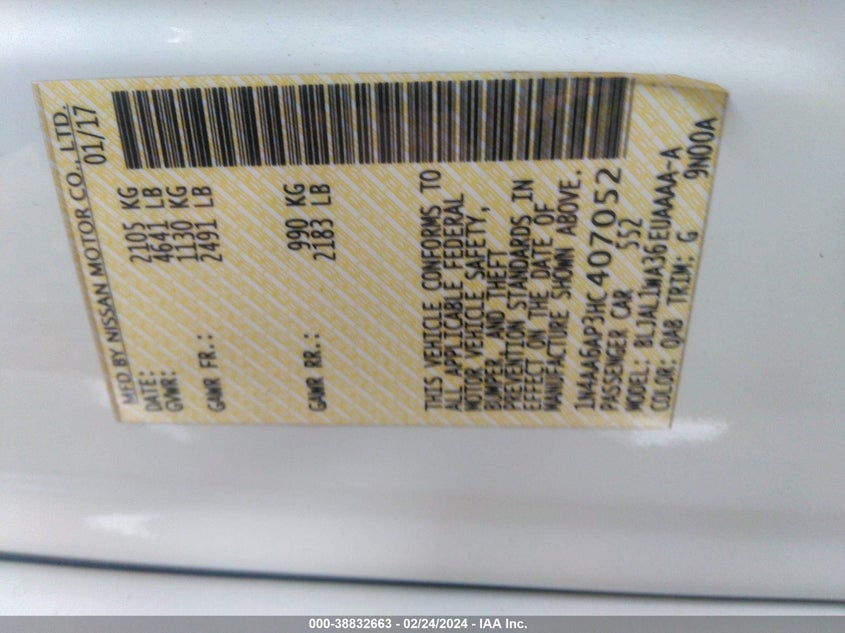 MFD BY NISSAN MOTOR CO., LTD.
DATE: 01/17
GVWR: 2105 KG
4641 LB
GAWR FR.: 1130 KG
2491 LB
GAWR RR.: 990 KG
2183 LB
THIS VEHICLE CONFORMS TO
ALL APPLICABLE FEDERAL
MOTOR VEHICLE SAFETY,
BUMPER, AND THEFT
PREVENTION STANDARDS IN
EFFECT ON THE DATE OF
MANUFACTURE SHOWN ABOVE.
1N4AA6AP3HC407052
PASSENGER CAR 552
MODEL: BL3AL1WA36 EUAAAA-A
COLOR: QAB TRIM: G 9N00A
000-38832663 - 02/24/2024 - IAA Inc.